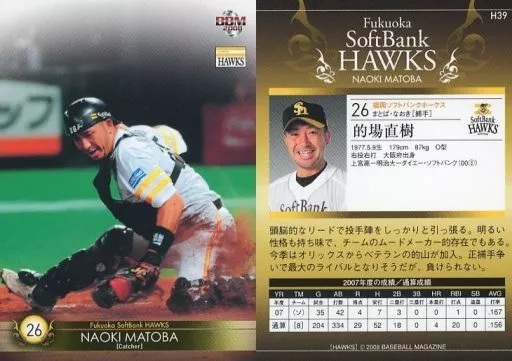 BBM
2008
HAWKS
26
Fukuoka SoftBank HAWKS
NAOKI MATOBA
[Catcher]
H39
Fukuoka
SoftBank
HAWKS
NAOKI MATOBA
26 福岡ソフトバンクホークス
まとば・なおき[捕手]
的場直樹
SoftBank
HAWKS
1977.5.9生 179cm 87kg O型
右投右打 大阪府出身
上宮高ー明治大ーダイエー・ソフトバンク('00③)
頭脳的なリードで投手陣をしっかりと引っ張る。明るい
性格も持ち味で、チームのムードメーカー的存在でもある。
今季はオリックスからベテランの的山が加入。正捕手争
いで最大のライバルとなりそうだが、負けられない。
2007年度の成績/通算成績
年度 TM G AB R H 2B 3B HR RBI SB
07 (ソ) 35 42 4 7 3 0 0 1 0 0 .167
通算 [8] 204 334 29 52 14 0 4 20 0 4 .156
[HAWKS] © 2008 BASEBALL MAGAZINE